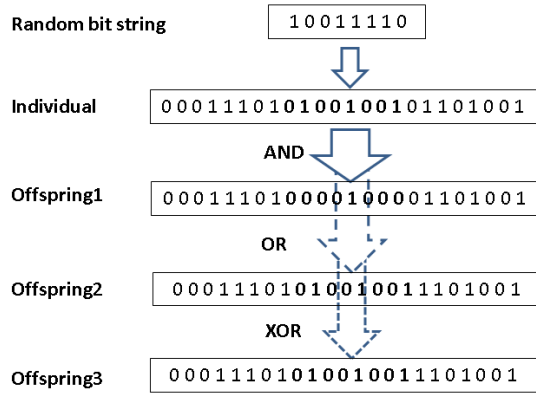 Random bit string
1 0 0 1 1 1 1 0
Individual
0 0 0 1 1 1 0 1 0 1 0 0 1 0 0 1 0 1 1 0 1 0 0 1
AND
Offspring1
0 0 0 1 1 1 0 1 0 0 0 0 1 0 0 0 0 1 1 0 1 0 0 1
OR
Offspring2
0 0 0 1 1 1 0 1 0 1 0 0 1 0 0 1 1 1 0 1 0 0 1
XOR
Offspring3
0 0 0 1 1 1 0 1 0 1 0 0 1 0 0 1 1 1 0 1 0 0 1